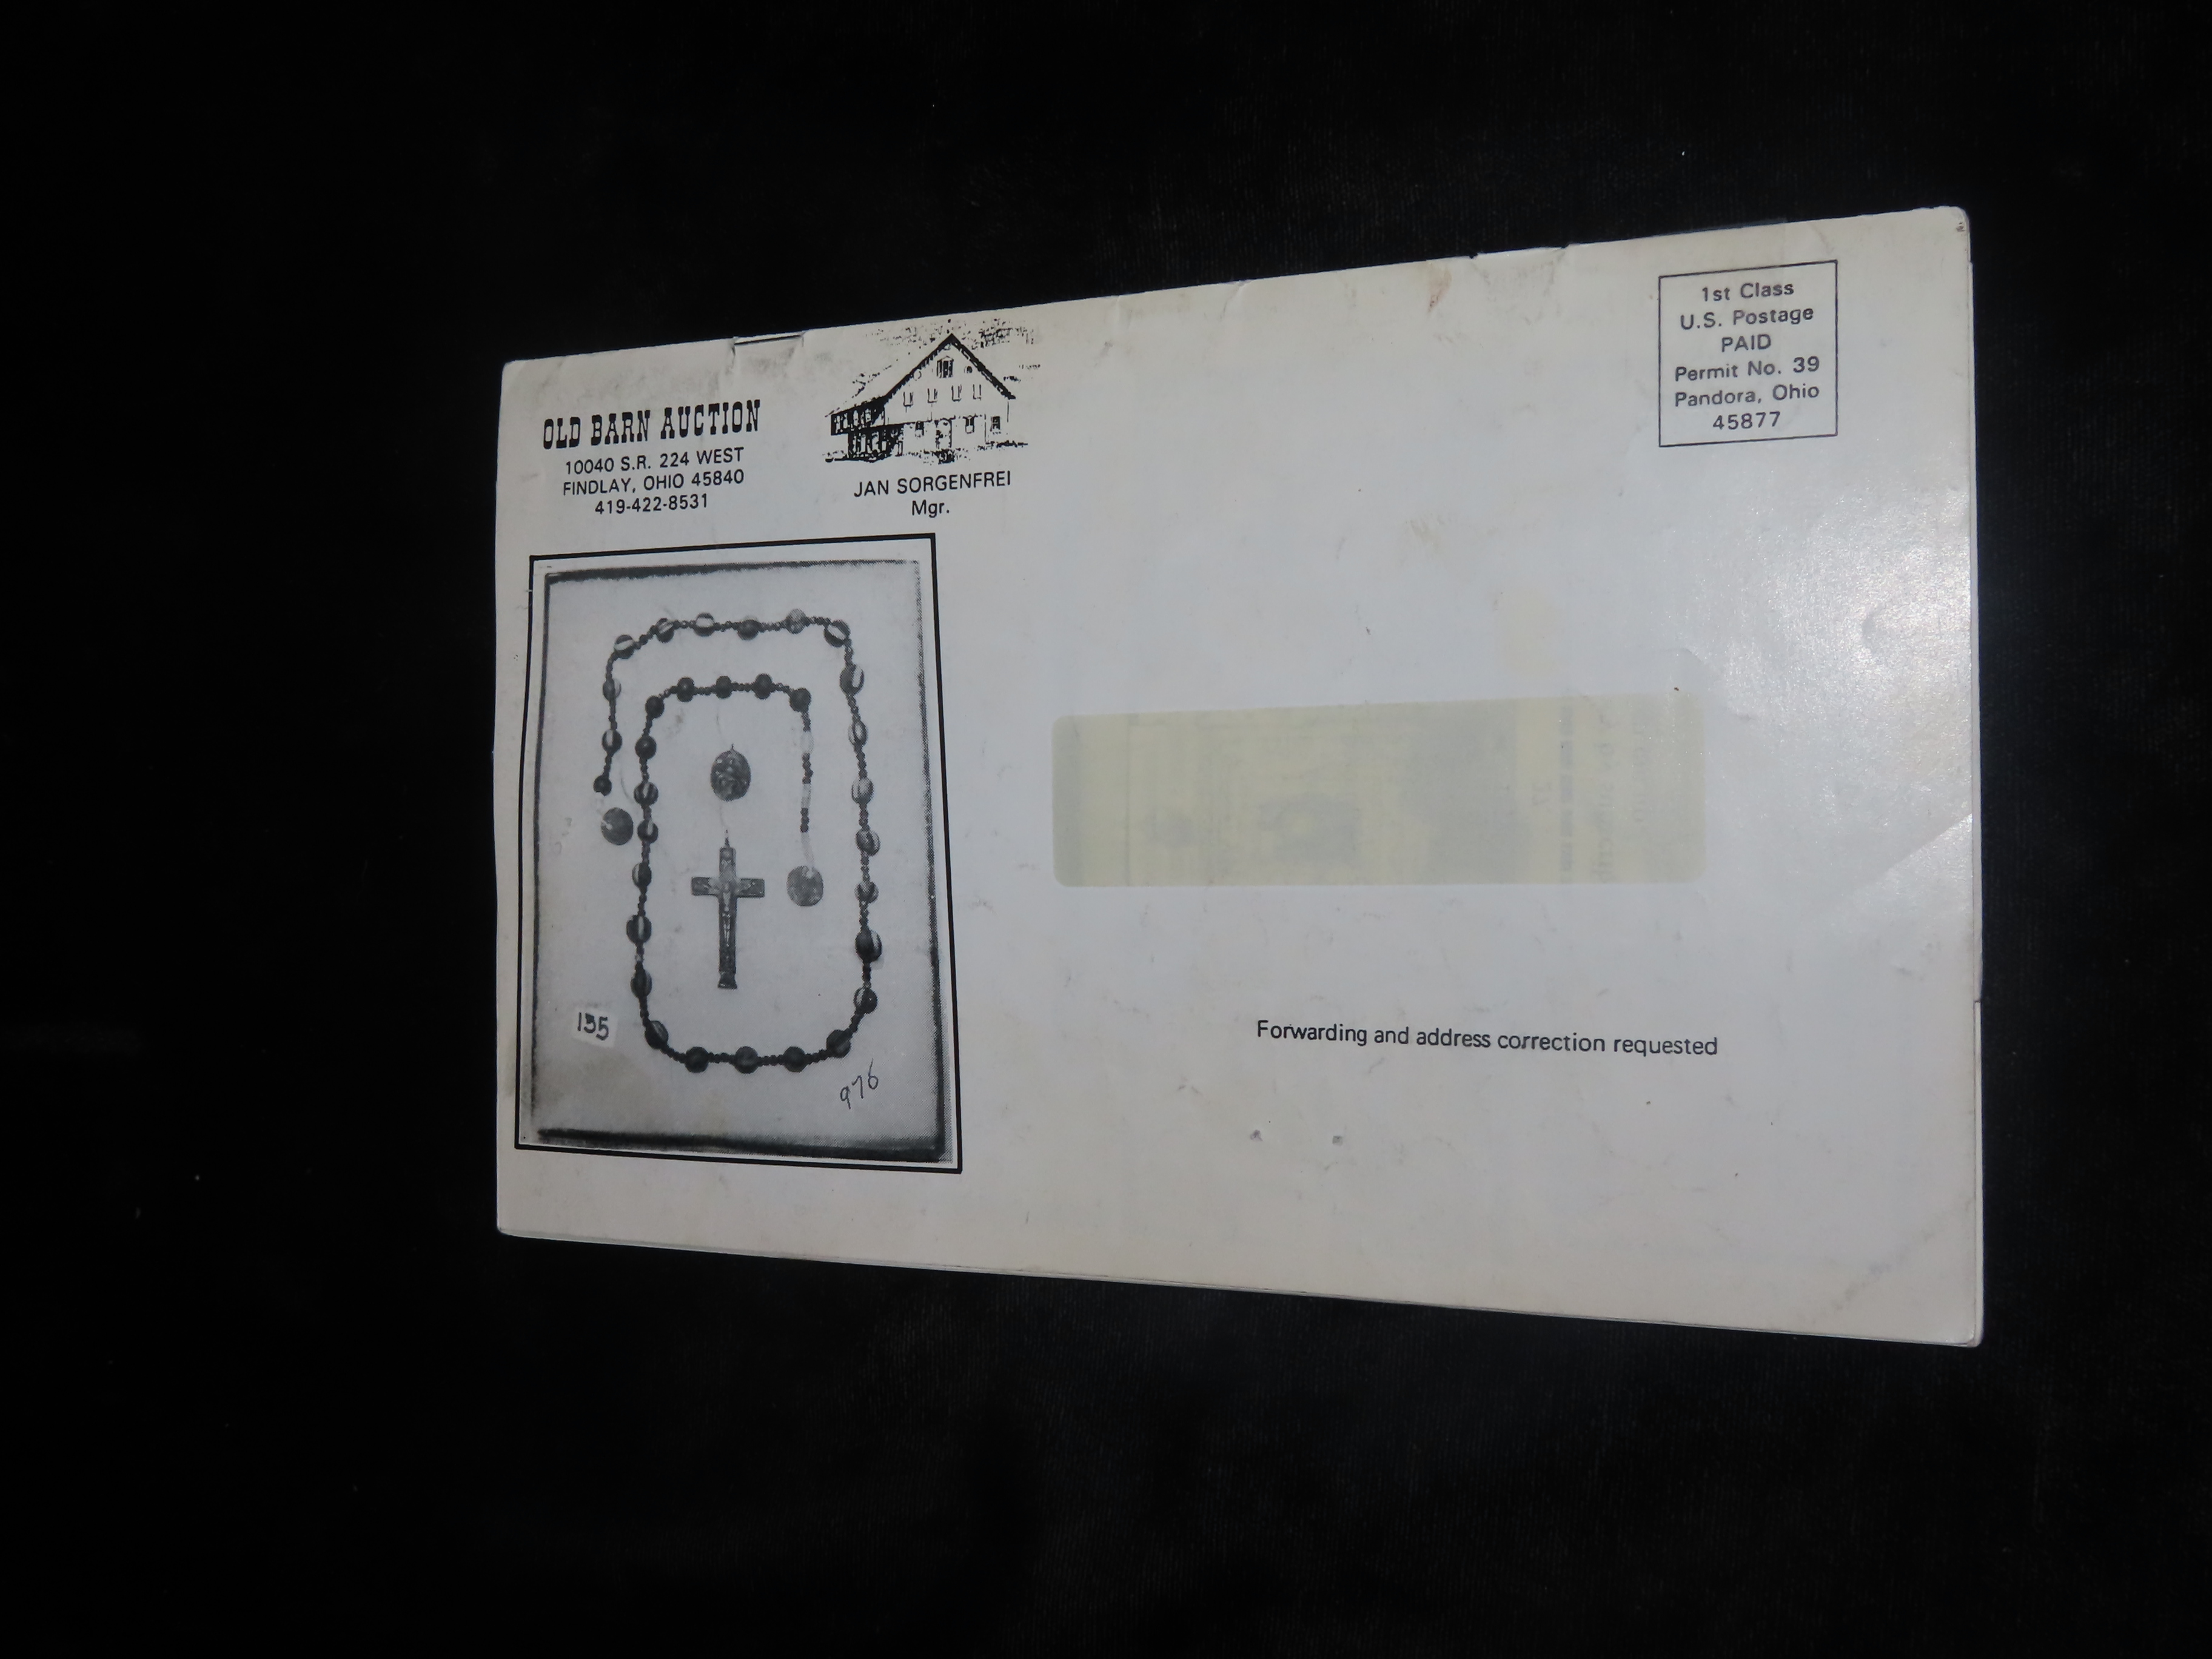 OLD BARN AUCTION
10040 S.R. 224 WEST
FINDLAY, OHIO 45840
419-422-8531
JAN SORGENFREI
Mgr.
1st Class
U.S. Postage
PAID
Permit No. 39
Pandora, Ohio
45877
135
976
Forwarding and address correction requested